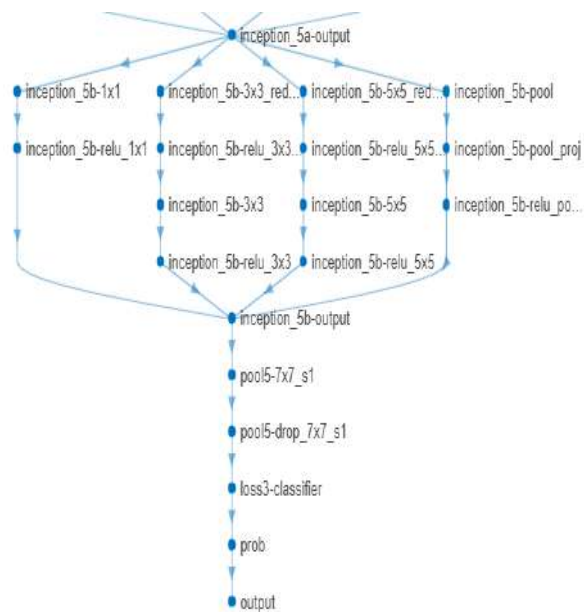 inception_5a-output
inception_5b-1x1 inception_5b-3x3_red... inception_5b-5x5_red... inception_5b-pool
inception_5b-relu_1x1 inception_5b-relu_3x3... inception_5b-relu_5x5... inception_5b-pool_proj
inception_5b-3x3 inception_5b-5x5 inception_5b-relu_po...
inception_5b-relu_3x3 inception_5b-relu_5x5
inception_5b-output
pool5-7x7_s1
pool5-drop_7x7_s1
loss3-classifier
prob
output